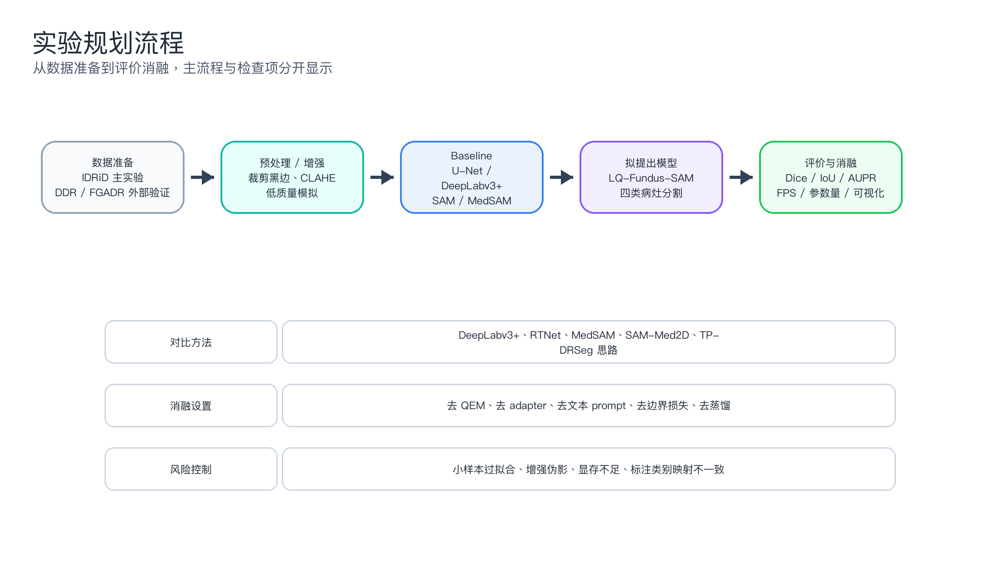 实验规划流程
从数据准备到评价消融，主流程与检查项分开显示
数据准备
IDRiD 主实验
DDR / FGADR 外部验证
预处理 / 增强
裁剪黑边、CLAHE
低质量模拟
Baseline
U-Net /
DeepLabv3+
SAM / MedSAM
拟提出模型
LQ-Fundus-SAM
四类病灶分割
评价与消融
Dice / IoU / AUPR
FPS / 参数量 / 可视化
对比方法
DeepLabv3+、RTNet、MedSAM、SAM-Med2D、TP-
DRSeg 思路
消融设置
去 QEM、去 adapter、去文本 prompt、去边界损失、去蒸馏
风险控制
小样本过拟合、增强伪影、显存不足、标注类别映射不一致